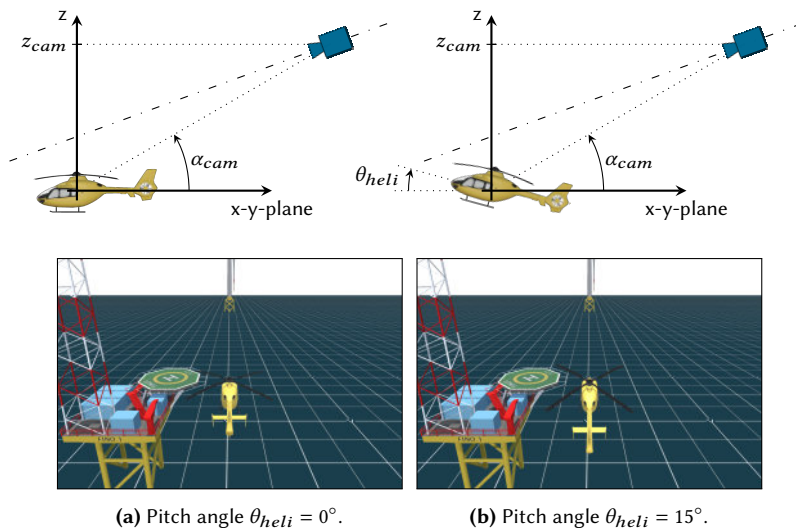 z
z_cam
α_cam
x-y-plane
z
z_cam
θ_heli
α_cam
x-y-plane
H
H
(a) Pitch angle θ_heli = 0°.
(b) Pitch angle θ_heli = 15°.